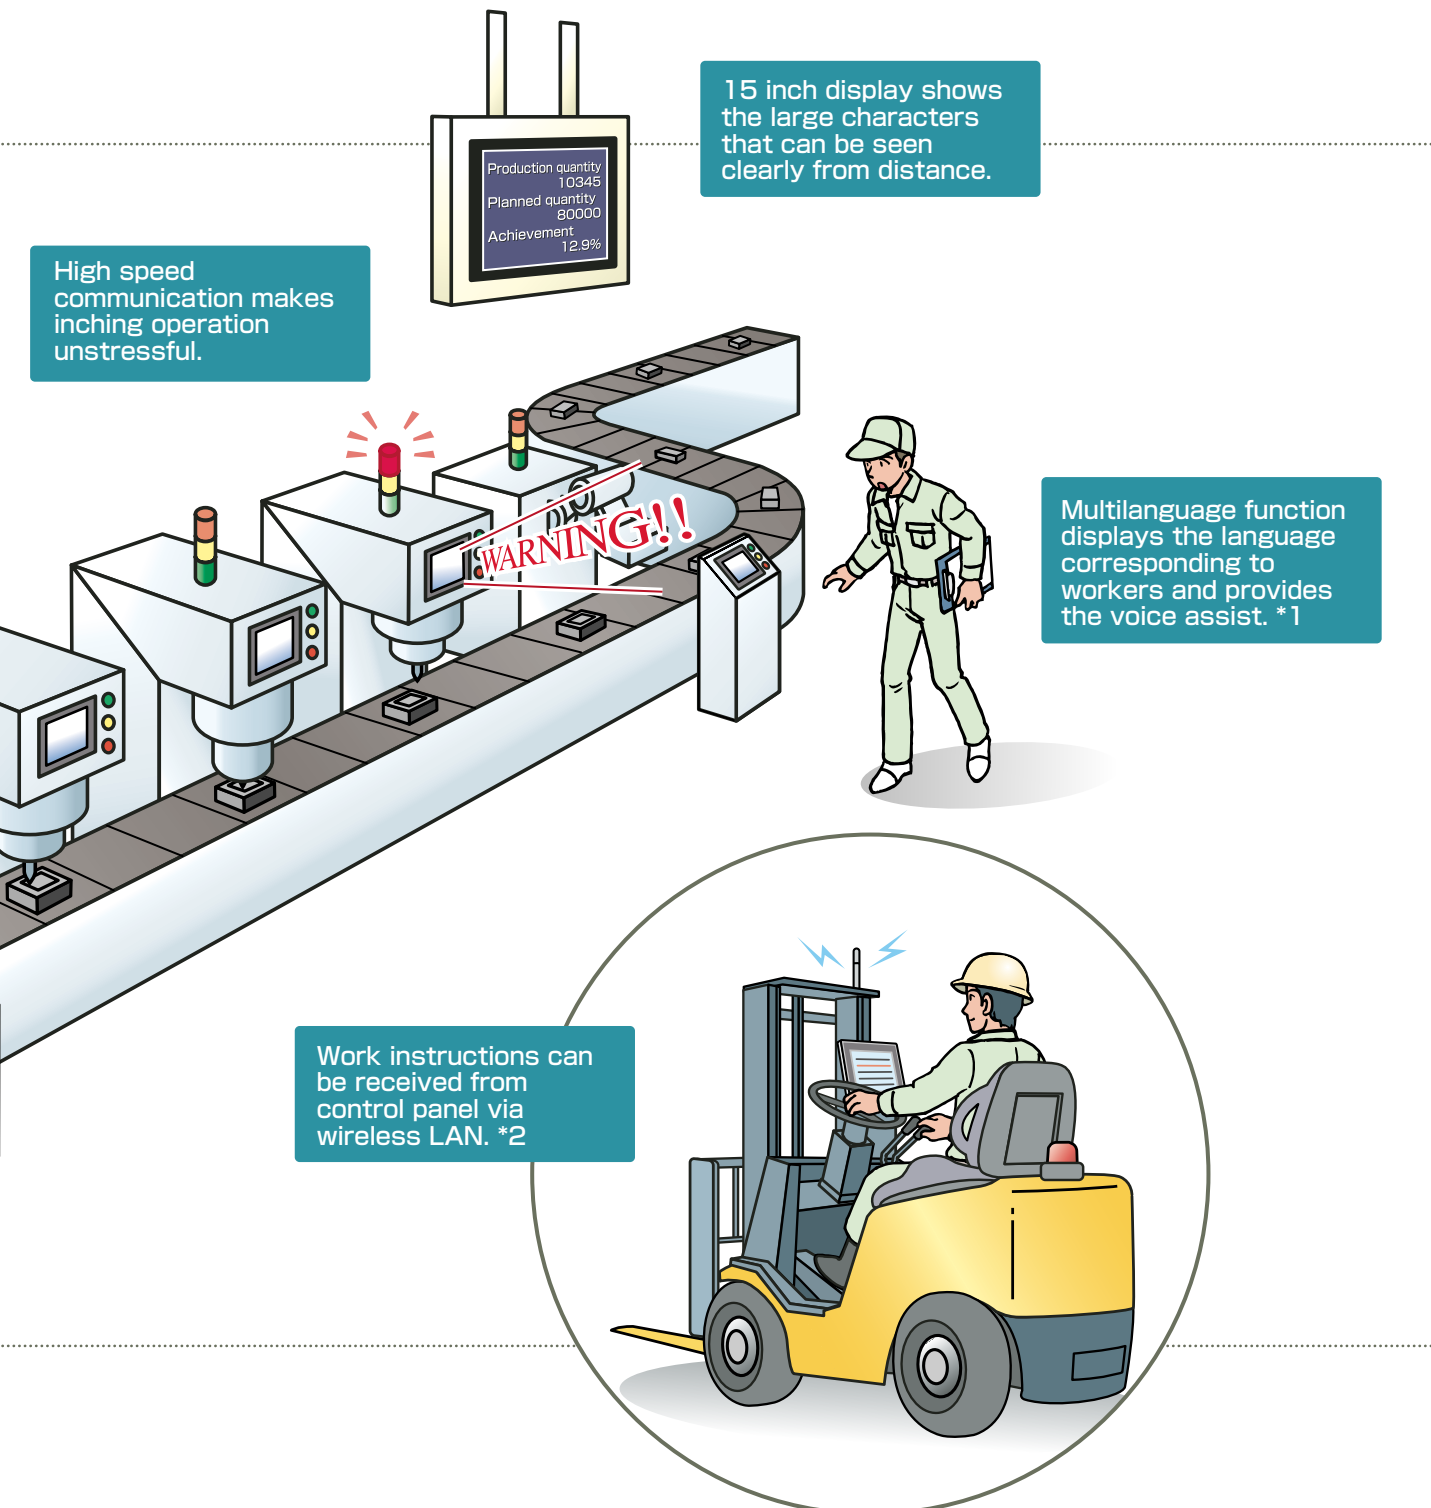 15 inch display shows
the large characters
that can be seen
clearly from distance.
Production quantity
10345
Planned quantity
80000
Achievement
12.9%
High speed
communication makes
inching operation
unstressful.
WARNING!!
Multilanguage function
displays the language
corresponding to
workers and provides
the voice assist. *1
Work instructions can
be received from
control panel via
wireless LAN. *2